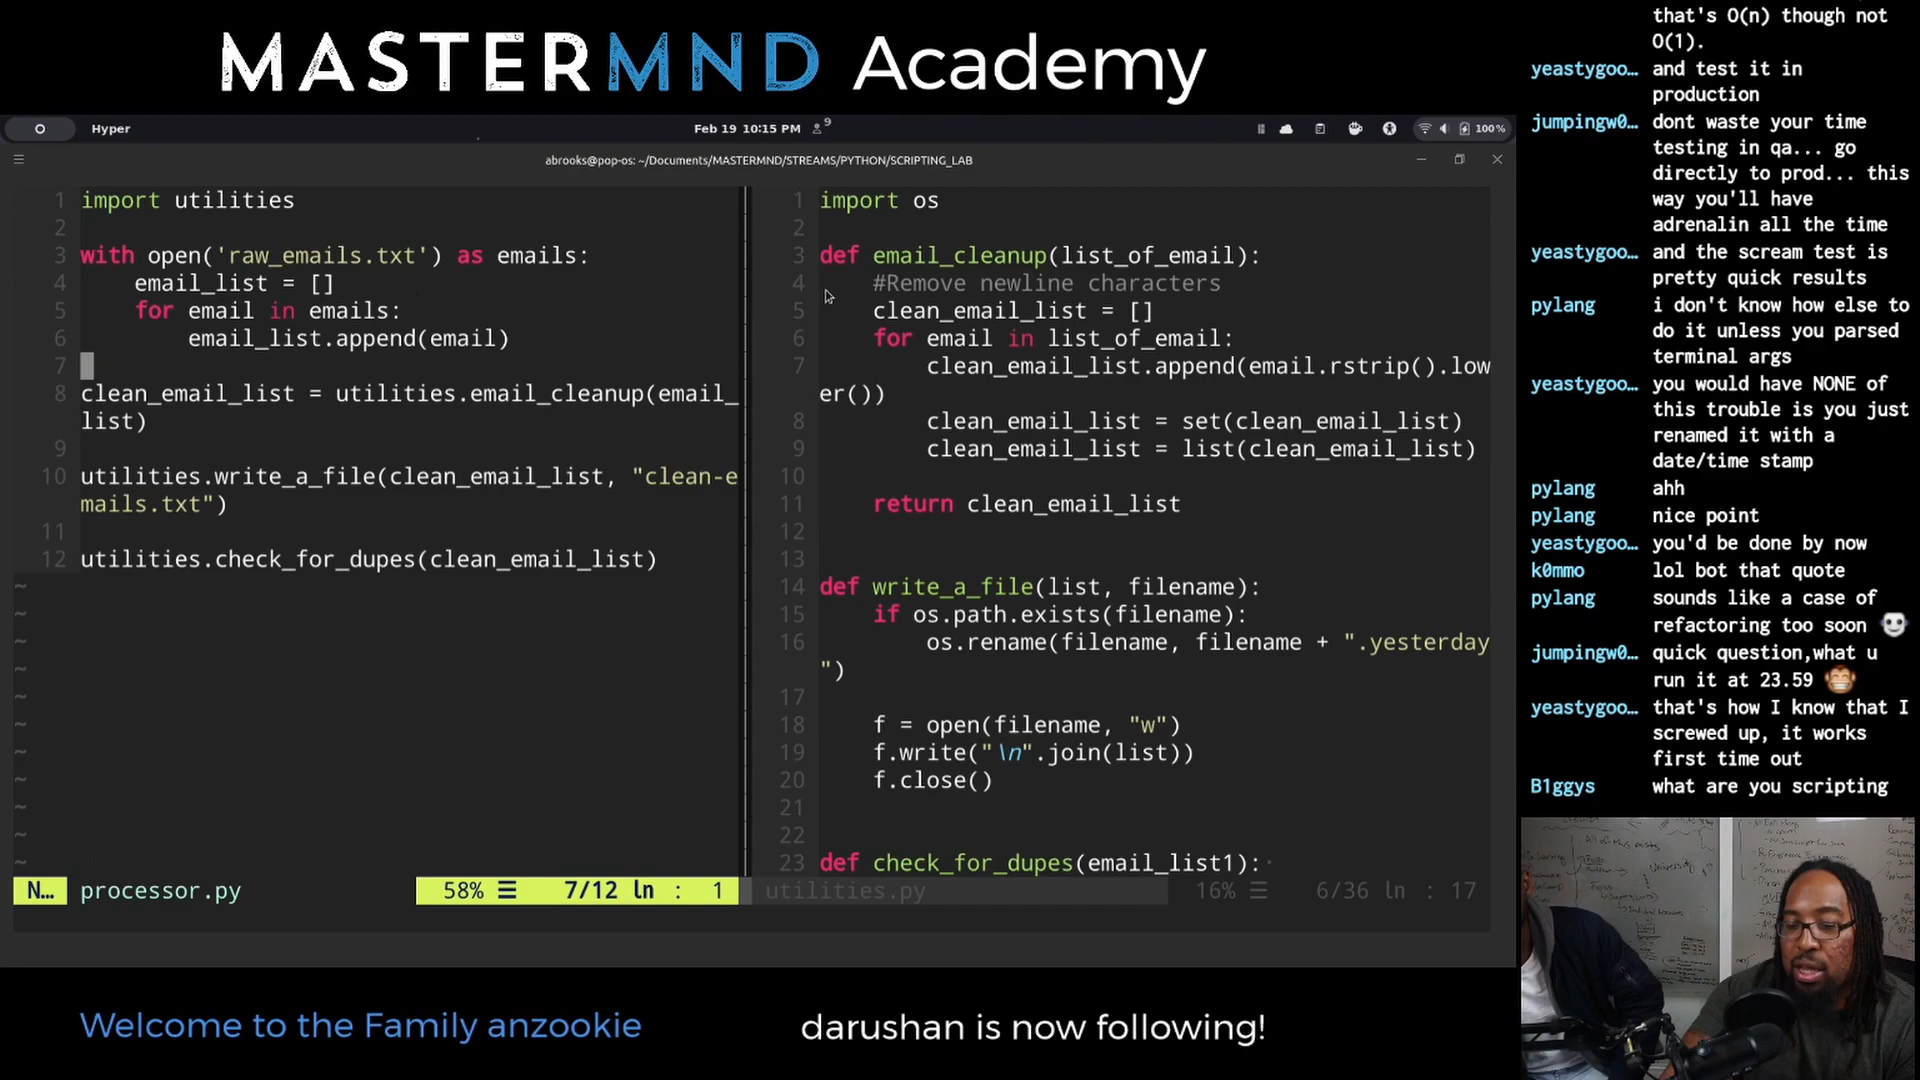 MASTERMND Academy
Hyper
Feb 19 10:15 PM
9
100%
abrooks@pop-os: ~/Documents/MASTERMND/STREAMS/PYTHON/SCRIPTING_LAB
1 import utilities
2
3 with open('raw_emails.txt') as emails:
4 email_list = []
5 for email in emails:
6 email_list.append(email)
7
8 clean_email_list = utilities.email_cleanup(email_
list)
9
10 utilities.write_a_file(clean_email_list, "clean-e
mails.txt")
11
12 utilities.check_for_dupes(clean_email_list)
~
~
~
~
~
~
~
~
~
~
~
N... processor.py 58% ☰ 7/12 ln : 1
1 import os
2
3 def email_cleanup(list_of_email):
4 #Remove newline characters
5 clean_email_list = []
6 for email in list_of_email:
7 clean_email_list.append(email.rstrip().low
er())
8 clean_email_list = set(clean_email_list)
9 clean_email_list = list(clean_email_list)
10
11 return clean_email_list
12
13
14 def write_a_file(list, filename):
15 if os.path.exists(filename):
16 os.rename(filename, filename + ".yesterday
")
17
18 f = open(filename, "w")
19 f.write("\n".join(list))
20 f.close()
21
22
23 def check_for_dupes(email_list1):
utilities.py 16% ☰ 6/36 ln : 17
that's O(n) though not
O(1).
yeastygoo... and test it in
production
jumpingw0... dont waste your time
testing in qa... go
directly to prod... this
way you'll have
adrenalin all the time
yeastygoo... and the scream test is
pretty quick results
pylang i don't know how else to
do it unless you parsed
terminal args
yeastygoo... you would have NONE of
this trouble is you just
renamed it with a
date/time stamp
pylang ahh
pylang nice point
yeastygoo... you'd be done by now
k0mmo lol bot that quote
pylang sounds like a case of
refactoring too soon
jumpingw0... quick question,what u
run it at 23.59
yeastygoo... that's how I know that I
screwed up, it works
first time out
B1ggys what are you scripting
Welcome to the Family anzookie
darushan is now following!